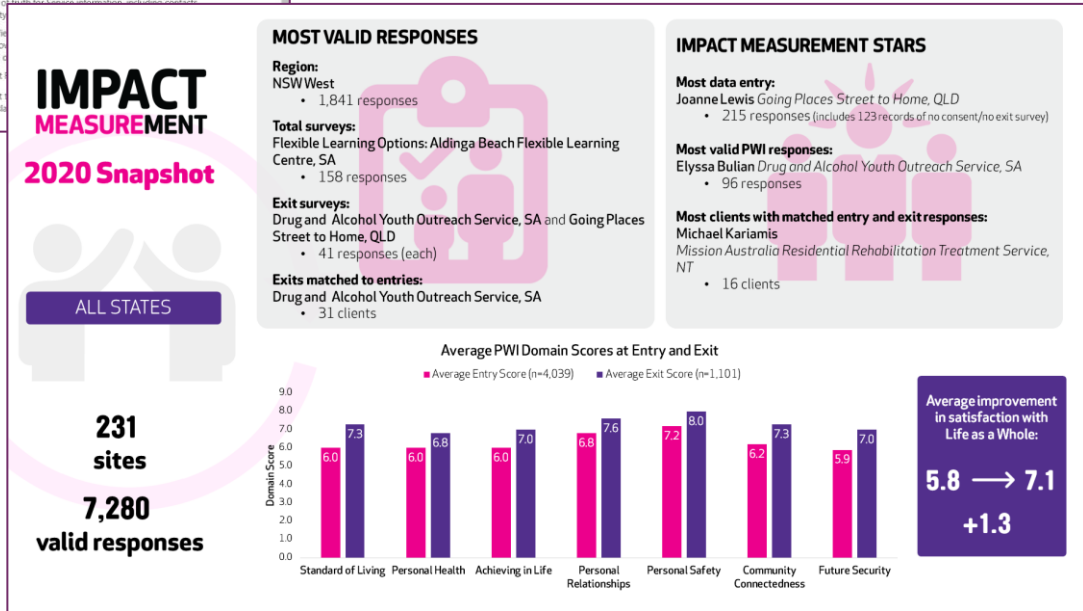 of truth for Service information, including contacts
IMPACT
MEASUREMENT
2020 Snapshot
ALL STATES
231
sites
7,280
valid responses
MOST VALID RESPONSES
Region:
NSW West
• 1,841 responses
Total surveys:
Flexible Learning Options: Aldinga Beach Flexible Learning
Centre, SA
• 158 responses
Exit surveys:
Drug and Alcohol Youth Outreach Service, SA and Going Places
Street to Home, QLD
• 41 responses (each)
Exits matched to entries:
Drug and Alcohol Youth Outreach Service, SA
• 31 clients
IMPACT MEASUREMENT STARS
Most data entry:
Joanne Lewis Going Places Street to Home, QLD
• 215 responses (includes 123 records of no consent/no exit survey)
Most valid PWI responses:
Elyssa Bulian Drug and Alcohol Youth Outreach Service, SA
• 96 responses
Most clients with matched entry and exit responses:
Michael Kariamis
Mission Australia Residential Rehabilitation Treatment Service,
NT
• 16 clients
Average PWI Domain Scores at Entry and Exit
Average Entry Score (n=4,039) Average Exit Score (n=1,101)
Domain Score
9.0
8.0
7.0
6.0
5.0
4.0
3.0
2.0
1.0
0.0
6.0 7.3 6.0 6.8 6.0 7.0 6.8 7.6 7.2 8.0 6.2 7.3 5.9 7.0
Standard of Living Personal Health Achieving in Life Personal Relationships Personal Safety Community Connectedness Future Security
Average improvement
in satisfaction with
Life as a Whole:
5.8 → 7.1
+1.3